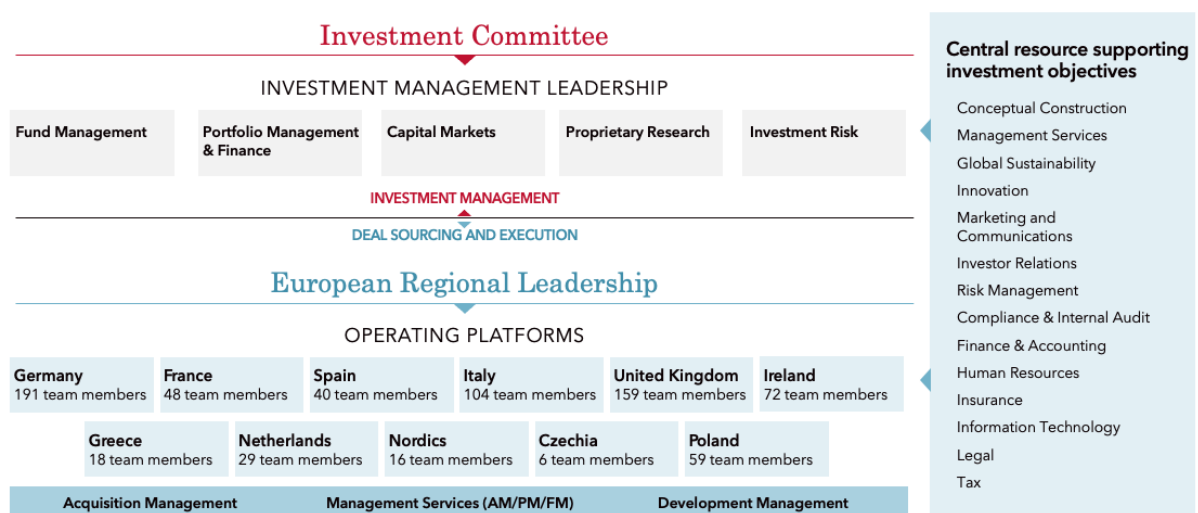 Investment Committee
INVESTMENT MANAGEMENT LEADERSHIP
Fund Management
Portfolio Management
& Finance
Capital Markets
Proprietary Research
Investment Risk
INVESTMENT MANAGEMENT
DEAL SOURCING AND EXECUTION
European Regional Leadership
OPERATING PLATFORMS
Germany
191 team members
France
48 team members
Spain
40 team members
Italy
104 team members
United Kingdom
159 team members
Ireland
72 team members
Greece
18 team members
Netherlands
29 team members
Nordics
16 team members
Czechia
6 team members
Poland
59 team members
Acquisition Management
Management Services (AM/PM/FM)
Development Management
Central resource supporting
investment objectives
Conceptual Construction
Management Services
Global Sustainability
Innovation
Marketing and
Communications
Investor Relations
Risk Management
Compliance & Internal Audit
Finance & Accounting
Human Resources
Insurance
Information Technology
Legal
Tax